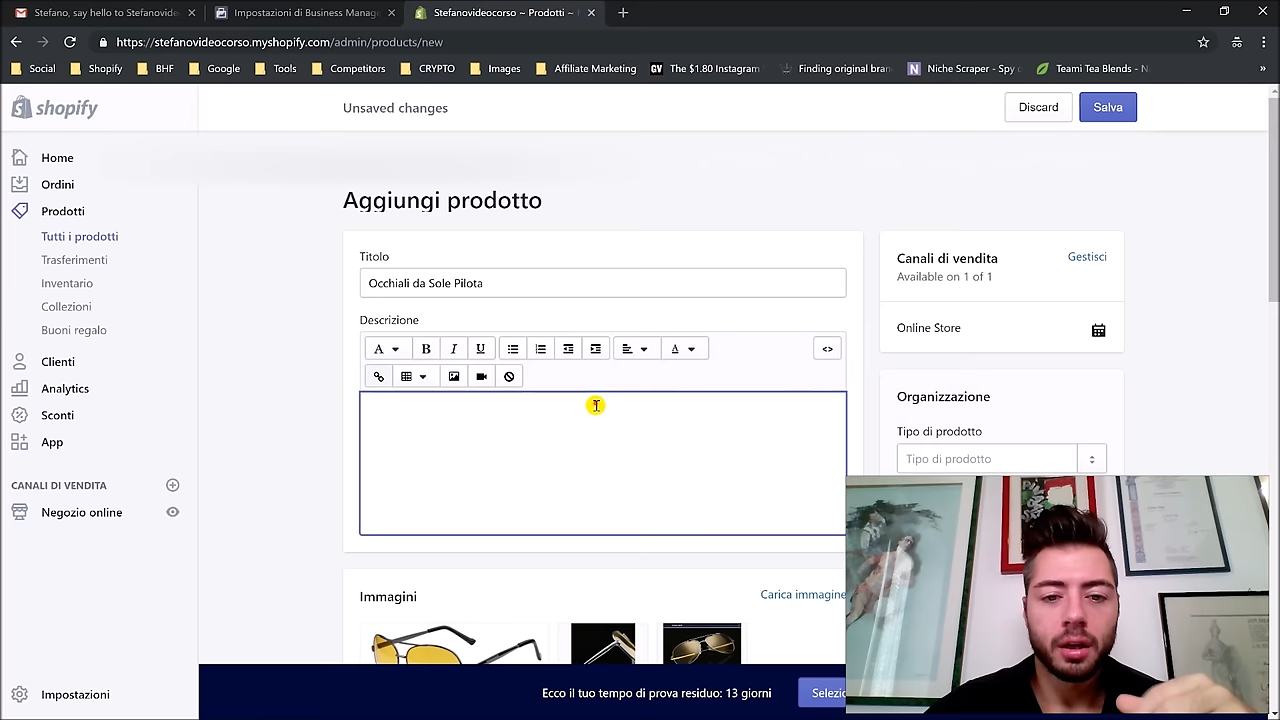 Stefano, say hello to Stefanovid
Impostazioni di Business Manag
Stefanovideocorso ~ Prodotti ~
https://stefanovideocorso.myshopify.com/admin/products/new
Social
Shopify
BHF
Google
Tools
Competitors
CRYPTO
Images
Affiliate Marketing
GV
The $1.80 Instagram
Finding original bran
N
Niche Scraper - Spy
Teami Tea Blends - N
»
shopify
Unsaved changes
Discard
Salva
Home
Ordini
Prodotti
Tutti i prodotti
Trasferimenti
Inventario
Collezioni
Buoni regalo
Clienti
Analytics
Sconti
App
CANALI DI VENDITA
Negozio online
Impostazioni
Aggiungi prodotto
Titolo
Occhiali da Sole Pilota
Descrizione
A B I U A <>
Immagini
Carica immagine
Canali di vendita
Gestisci
Available on 1 of 1
Online Store
Organizzazione
Tipo di prodotto
Tipo di prodotto
Ecco il tuo tempo di prova residuo: 13 giorni
Selezio